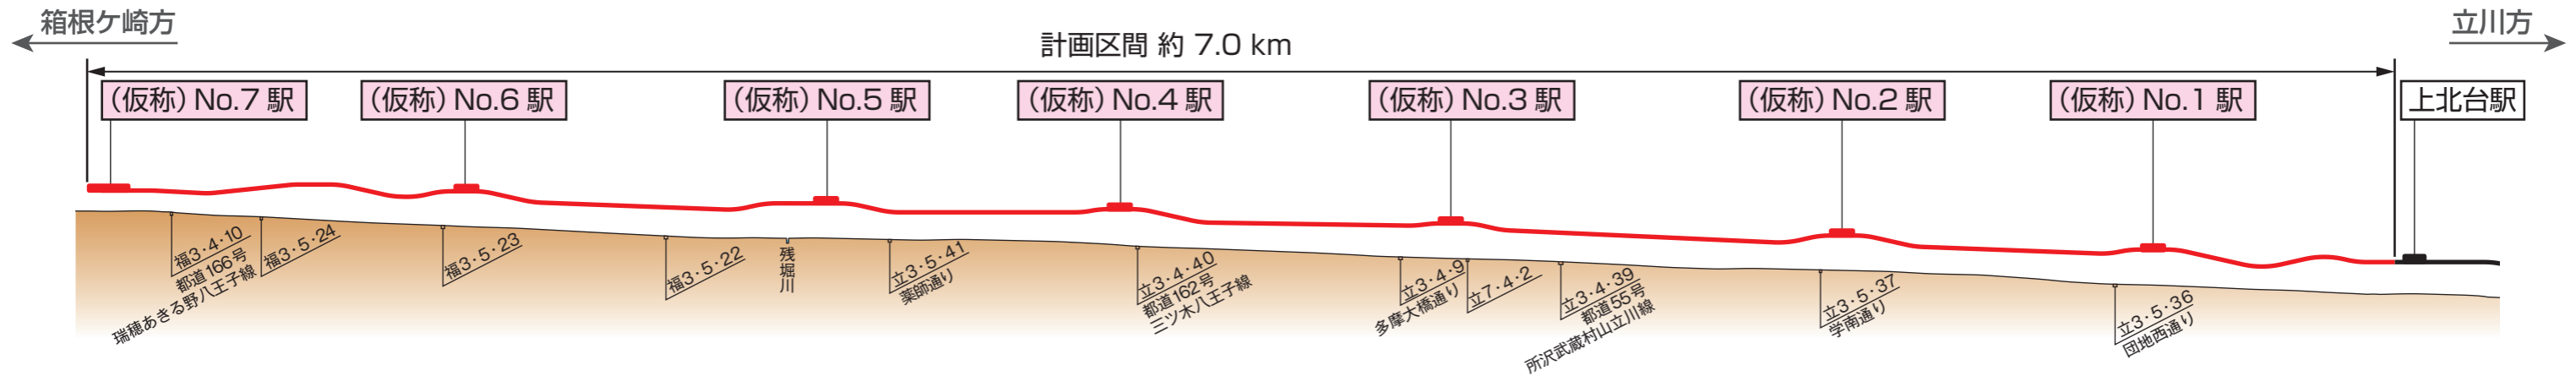 箱根ケ崎方
立川方
計画区間 約 7.0 km
(仮称) No.7 駅
(仮称) No.6 駅
(仮称) No.5 駅
(仮称) No.4 駅
(仮称) No.3 駅
(仮称) No.2 駅
(仮称) No.1 駅
上北台駅
福3・4・10
都道166号
瑞穂あきる野八王子線
福3・5・24
福3・5・23
福3・5・22
残堀川
立3・5・41
薬師通り
立3・4・40
都道162号
三ツ木八王子線
立3・4・9
多摩大橋通り
立7・4・2
立3・4・39
都道55号
所沢武蔵村山立川線
立3・5・37
学南通り
立3・5・36
団地西通り